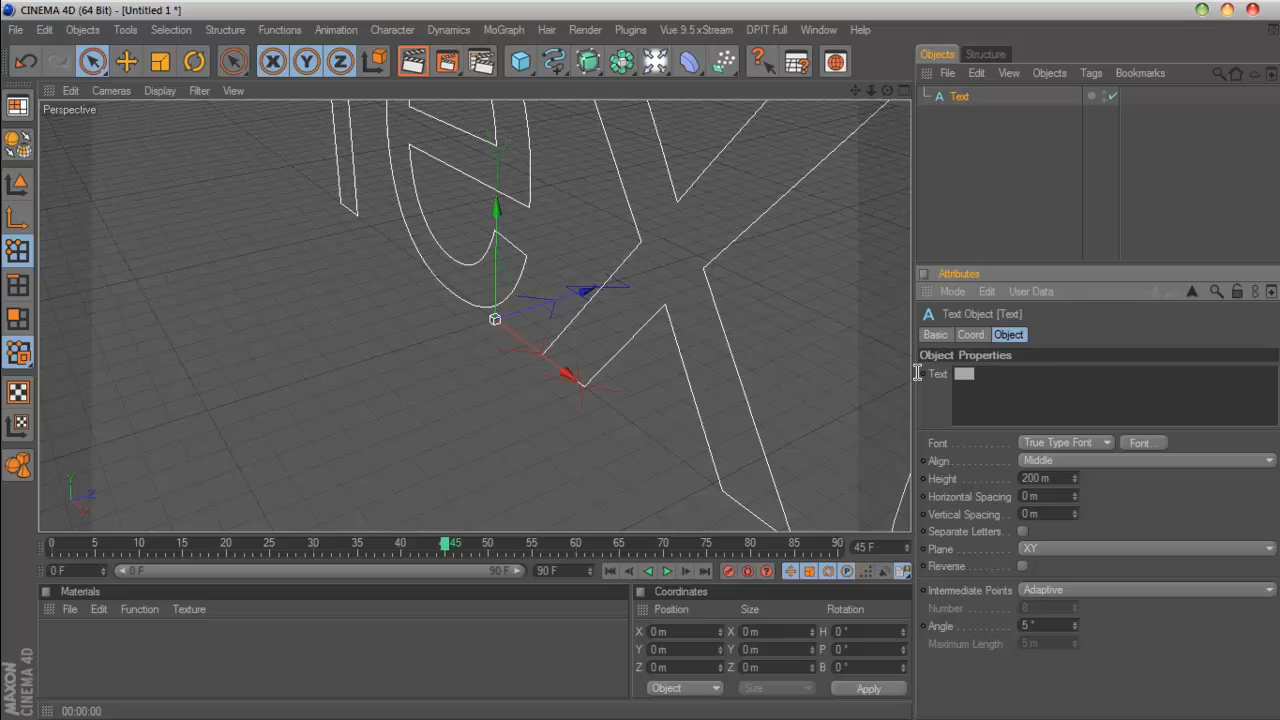 CINEMA 4D (64 Bit) - [Untitled 1 *]
File Edit Objects Tools Selection Structure Functions Animation Character Dynamics MoGraph Hair Render Plugins Vue 9.5 xStream DPIT Full Window Help
Objects Structure
File Edit View Objects Tags Bookmarks
Text
X Y Z
Edit Cameras Display Filter View
Perspective
Attributes
Mode Edit User Data
Text Object [Text]
Basic Coord. Object
Object Properties
Text
Font True Type Font Font...
Align Middle
Height 200 m
Horizontal Spacing 0 m
Vertical Spacing 0 m
Separate Letters
Plane XY
Reverse
Intermediate Points Adaptive
Number 8
Angle 5 °
Maximum Length 5 m
Y Z X
0 5 10 15 20 25 30 35 40 45 50 55 60 65 70 75 80 85 90 45 F
0 F 0 F 90 F 90 F
Materials
File Edit Function Texture
Coordinates
Position Size Rotation
X 0 m X 0 m H 0 °
Y 0 m Y 0 m P 0 °
Z 0 m Z 0 m B 0 °
Object Size Apply
MAXON
CINEMA 4D
00:00:00